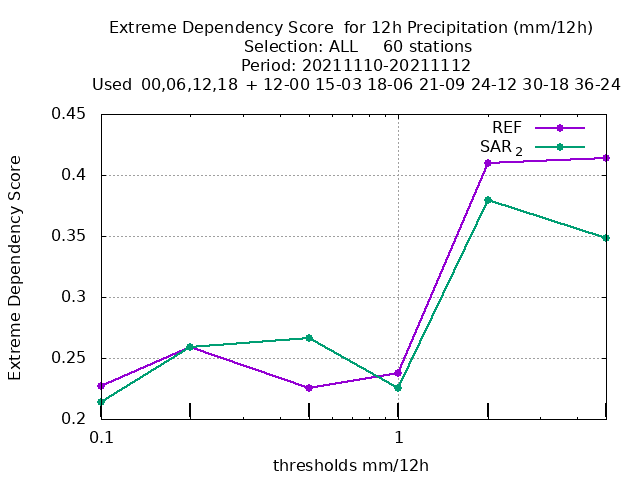 Extreme Dependency Score  for 12h Precipitation (mm/12h)
Selection: ALL     60 stations
Period: 20211110-20211112
Used  00,06,12,18  + 12-00 15-03 18-06 21-09 24-12 30-18 36-24
0.45
REF
SAR 2
0.4
0.35
Extreme Dependency Score
0.3
0.25
0.2
0.1
1
thresholds mm/12h